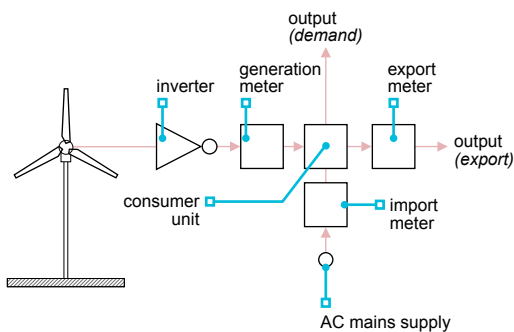 output
(demand)
inverter
generation
meter
export
meter
output
(export)
consumer
unit
import
meter
AC mains supply